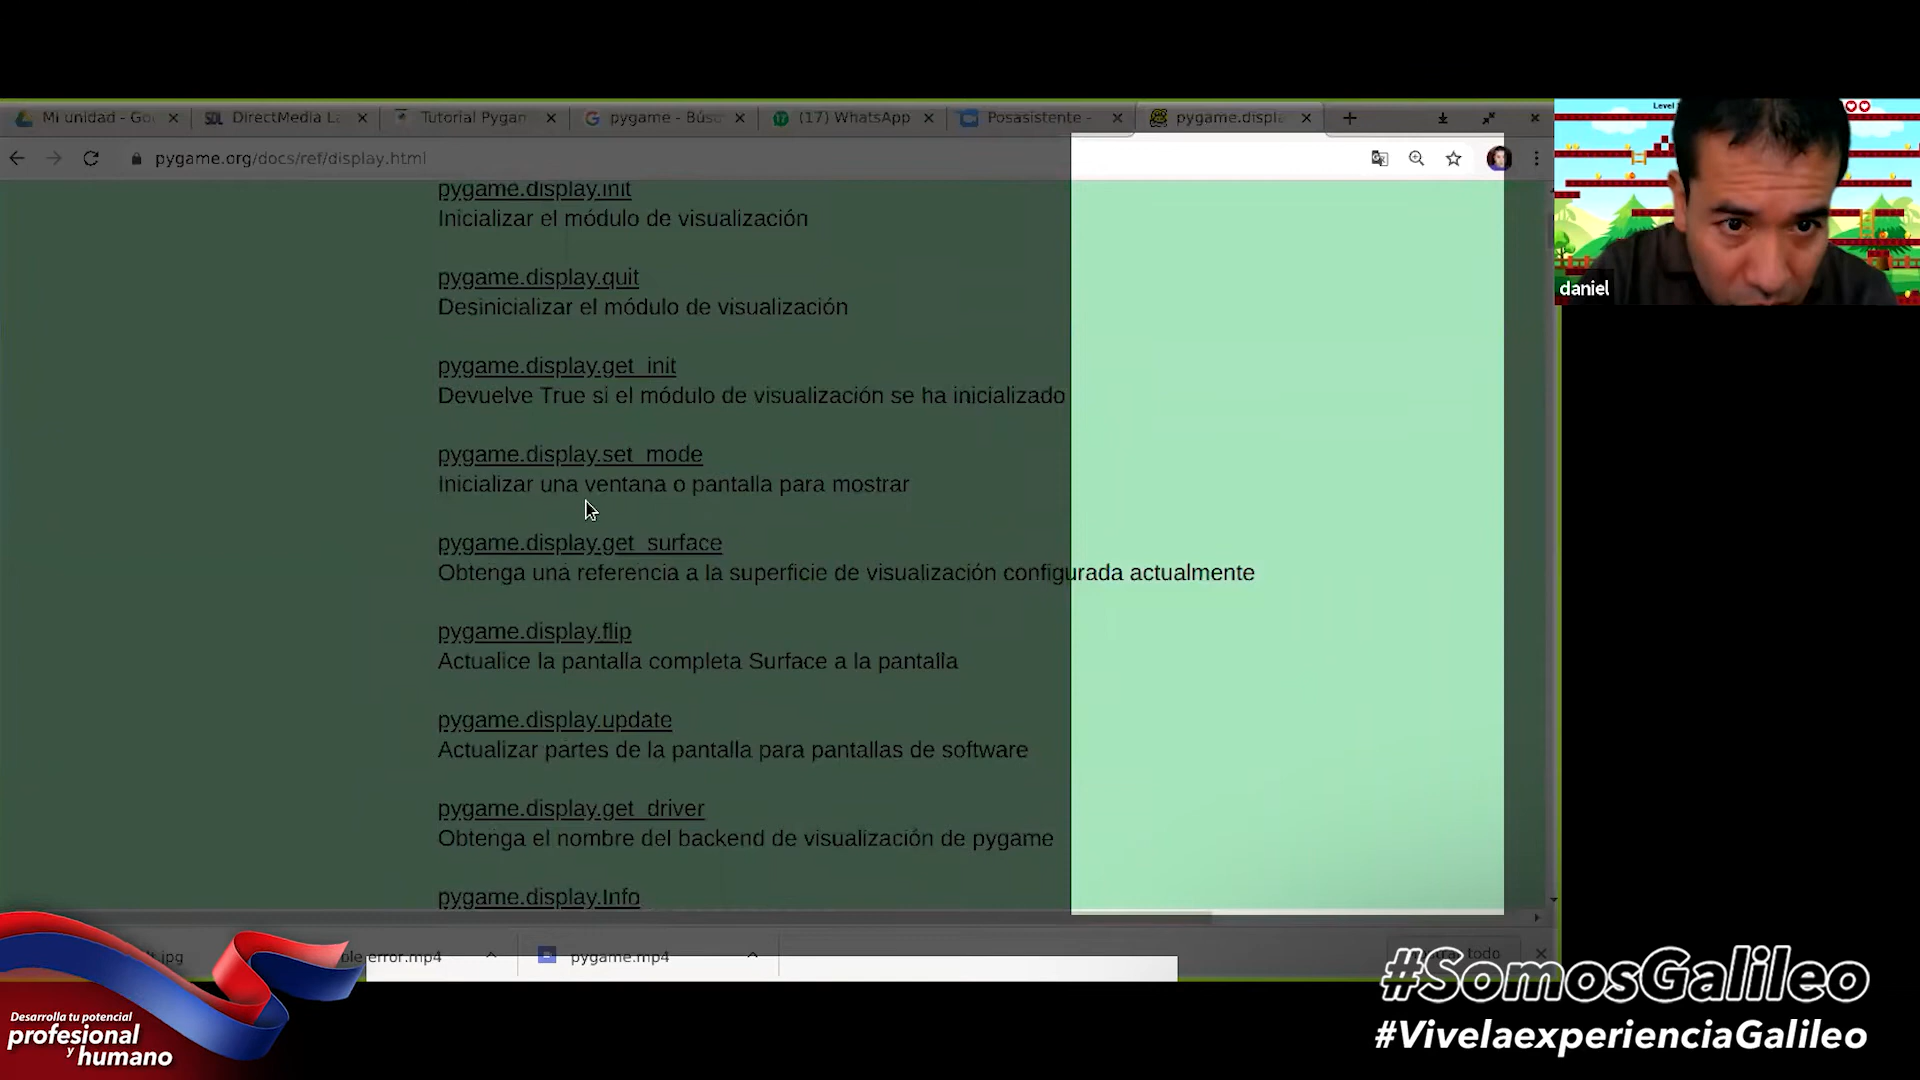 Mi unidad - Go
DirectMedia La
Tutorial Pygan
pygame - Búsc
(17) WhatsApp
Posasistente -
pygame.displa
pygame.org/docs/ref/display.html
Level
pygame.display.init
Inicializar el módulo de visualización
daniel
pygame.display.quit
Desinicializar el módulo de visualización
pygame.display.get_init
Devuelve True si el módulo de visualización se ha inicializado
pygame.display.set_mode
Inicializar una ventana o pantalla para mostrar
pygame.display.get_surface
Obtenga una referencia a la superficie de visualización configurada actualmente
pygame.display.flip
Actualice la pantalla completa Surface a la pantalla
pygame.display.update
Actualizar partes de la pantalla para pantallas de software
pygame.display.get_driver
Obtenga el nombre del backend de visualización de pygame
pygame.display.Info
error.mp4
pygame.mp4
todo
#SomosGalileo
#VivelaexperienciaGalileo
Desarrolla tu potencial
profesional
y humano